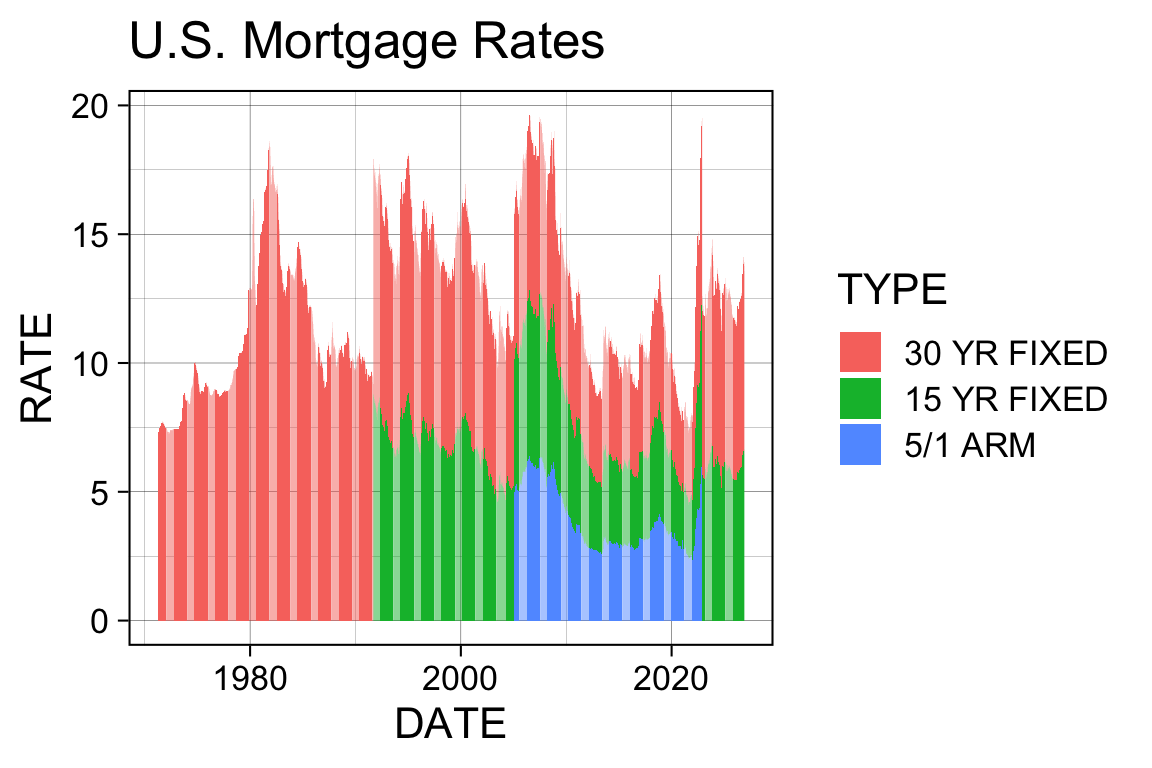 U.S. Mortgage Rates
RATE
20
15
10
5
0
1980 2000 2020
DATE
TYPE
30 YR FIXED
15 YR FIXED
5/1 ARM